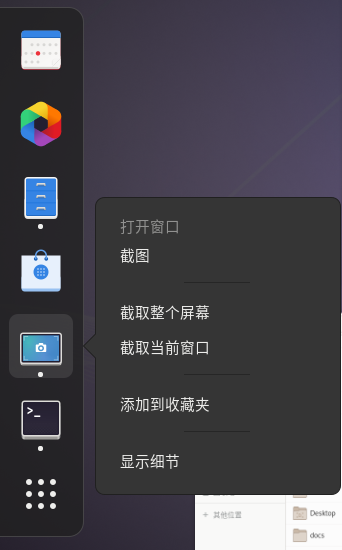 打开窗口
截图
截取整个屏幕
截取当前窗口
>_
添加到收藏夹
显示细节
+ 其他位置
Desktop
docs